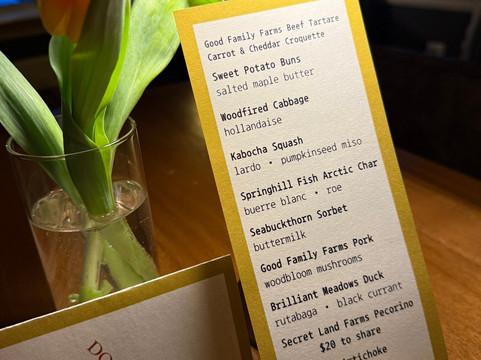 Good Family Farms Beef Tartare
Carrot & Cheddar Croquette
Sweet Potato Buns
salted maple butter
Woodfired Cabbage
hollandaise
Kabocha Squash
lardo • pumpkinseed miso
Springhill Fish Arctic Char
buerre blanc • roe
Seabuckthorn Sorbet
buttermilk
Good Family Farms Pork
woodbloom mushrooms
Brilliant Meadows Duck
rutabaga • black currant
Secret Land Farms Pecorino
$20 to share